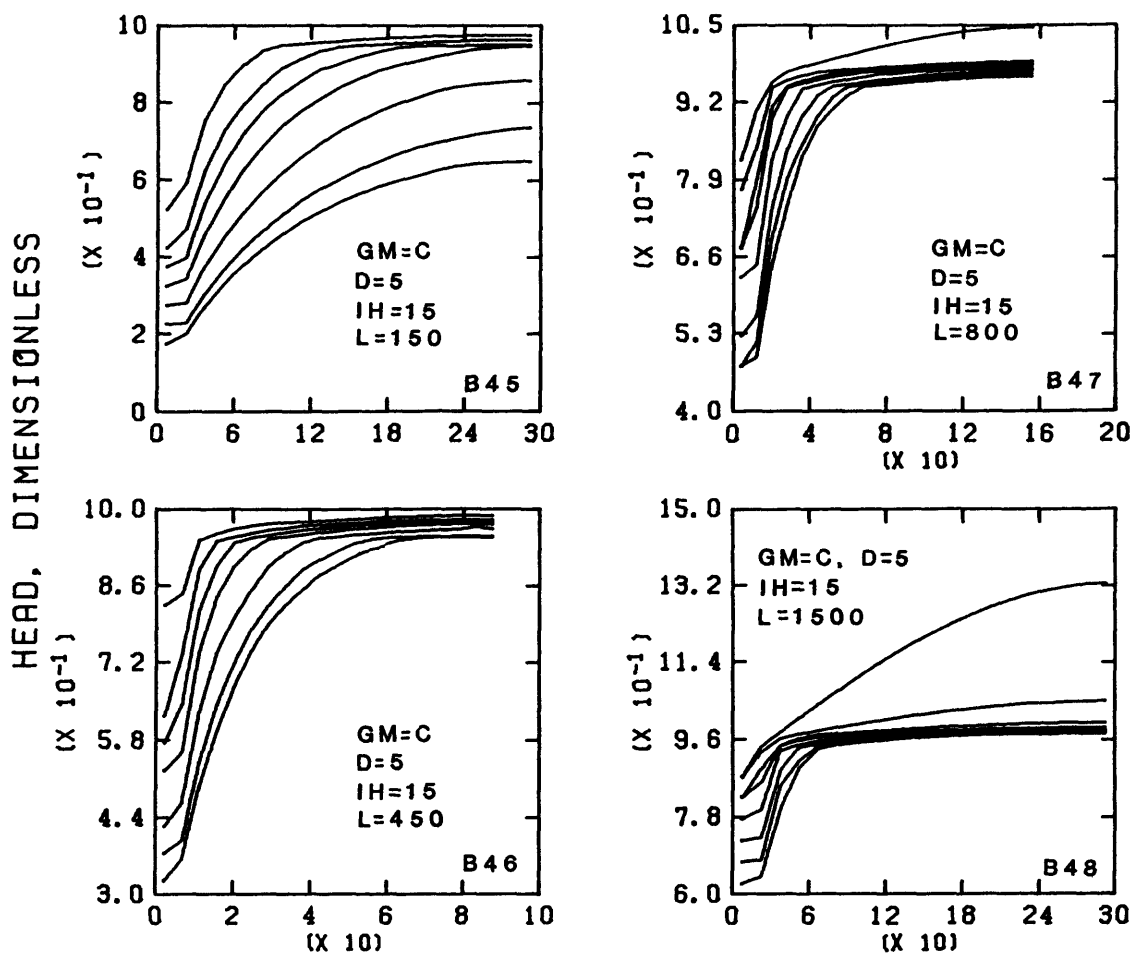 HEAD, DIMENSIONLESS
(X 10⁻¹)
10
8
6
4
2
0
0 6 12 18 24 30
GM=C
D=5
IH=15
L=150
B45
(X 10⁻¹)
10.5
9.2
7.9
6.6
5.3
4.0
0 4 8 12 16 20
(X 10)
GM=C
D=5
IH=15
L=800
B47
(X 10⁻¹)
10.0
8.6
7.2
5.8
4.4
3.0
0 2 4 6 8 10
(X 10)
GM=C
D=5
IH=15
L=450
B46
(X 10⁻¹)
15.0
13.2
11.4
9.6
7.8
6.0
0 6 12 18 24 30
(X 10)
GM=C, D=5
IH=15
L=1500
B48